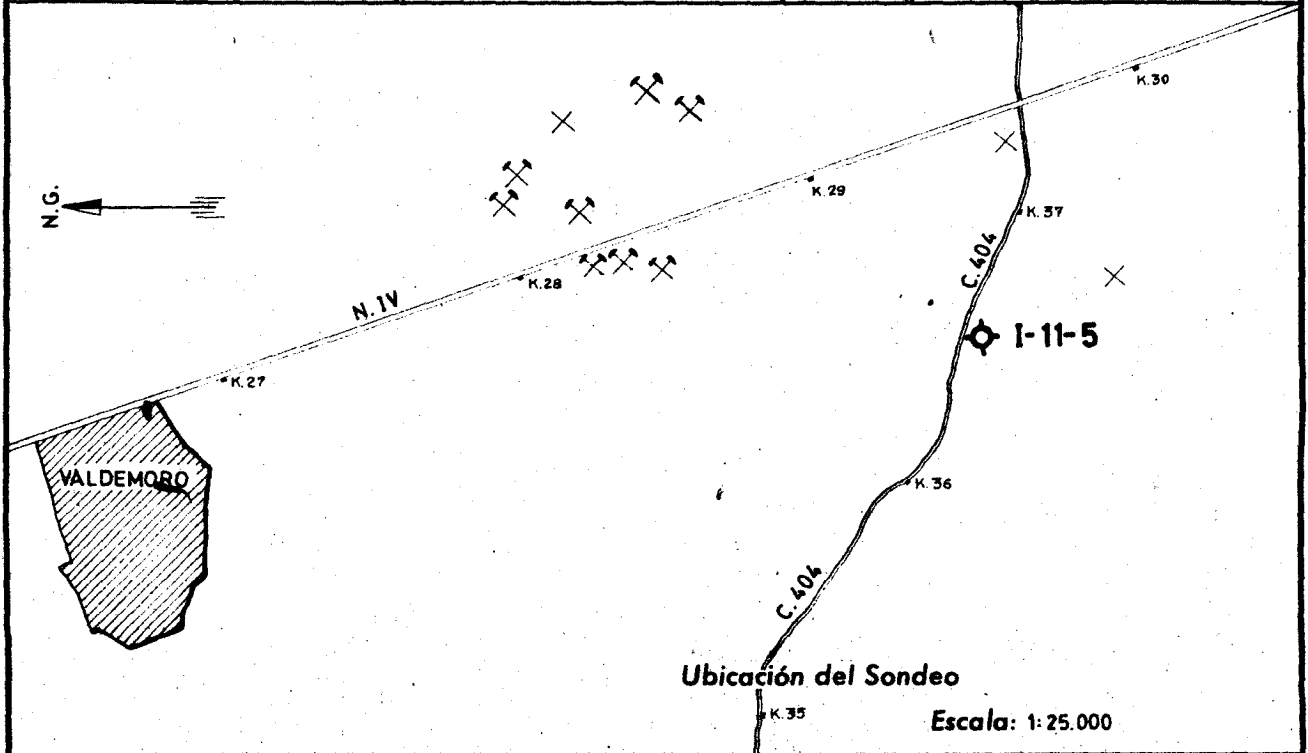 K.30
N.G.
K.29
K.37
C.404
K.28
N. IV
I-11-5
K.27
VALDEMORO
K.36
C.404
Ubicación del Sondeo
K.35
Escala: 1:25.000